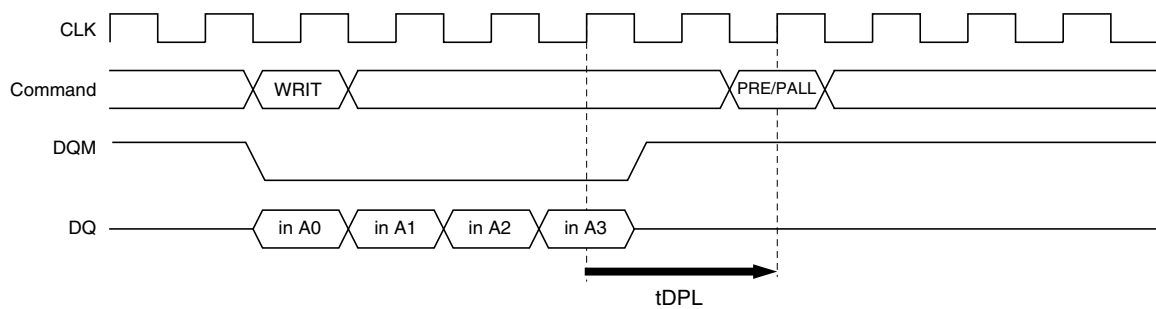 CLK
Command WRIT PRE/PALL
DQM
DQ in A0 in A1 in A2 in A3
tDPL